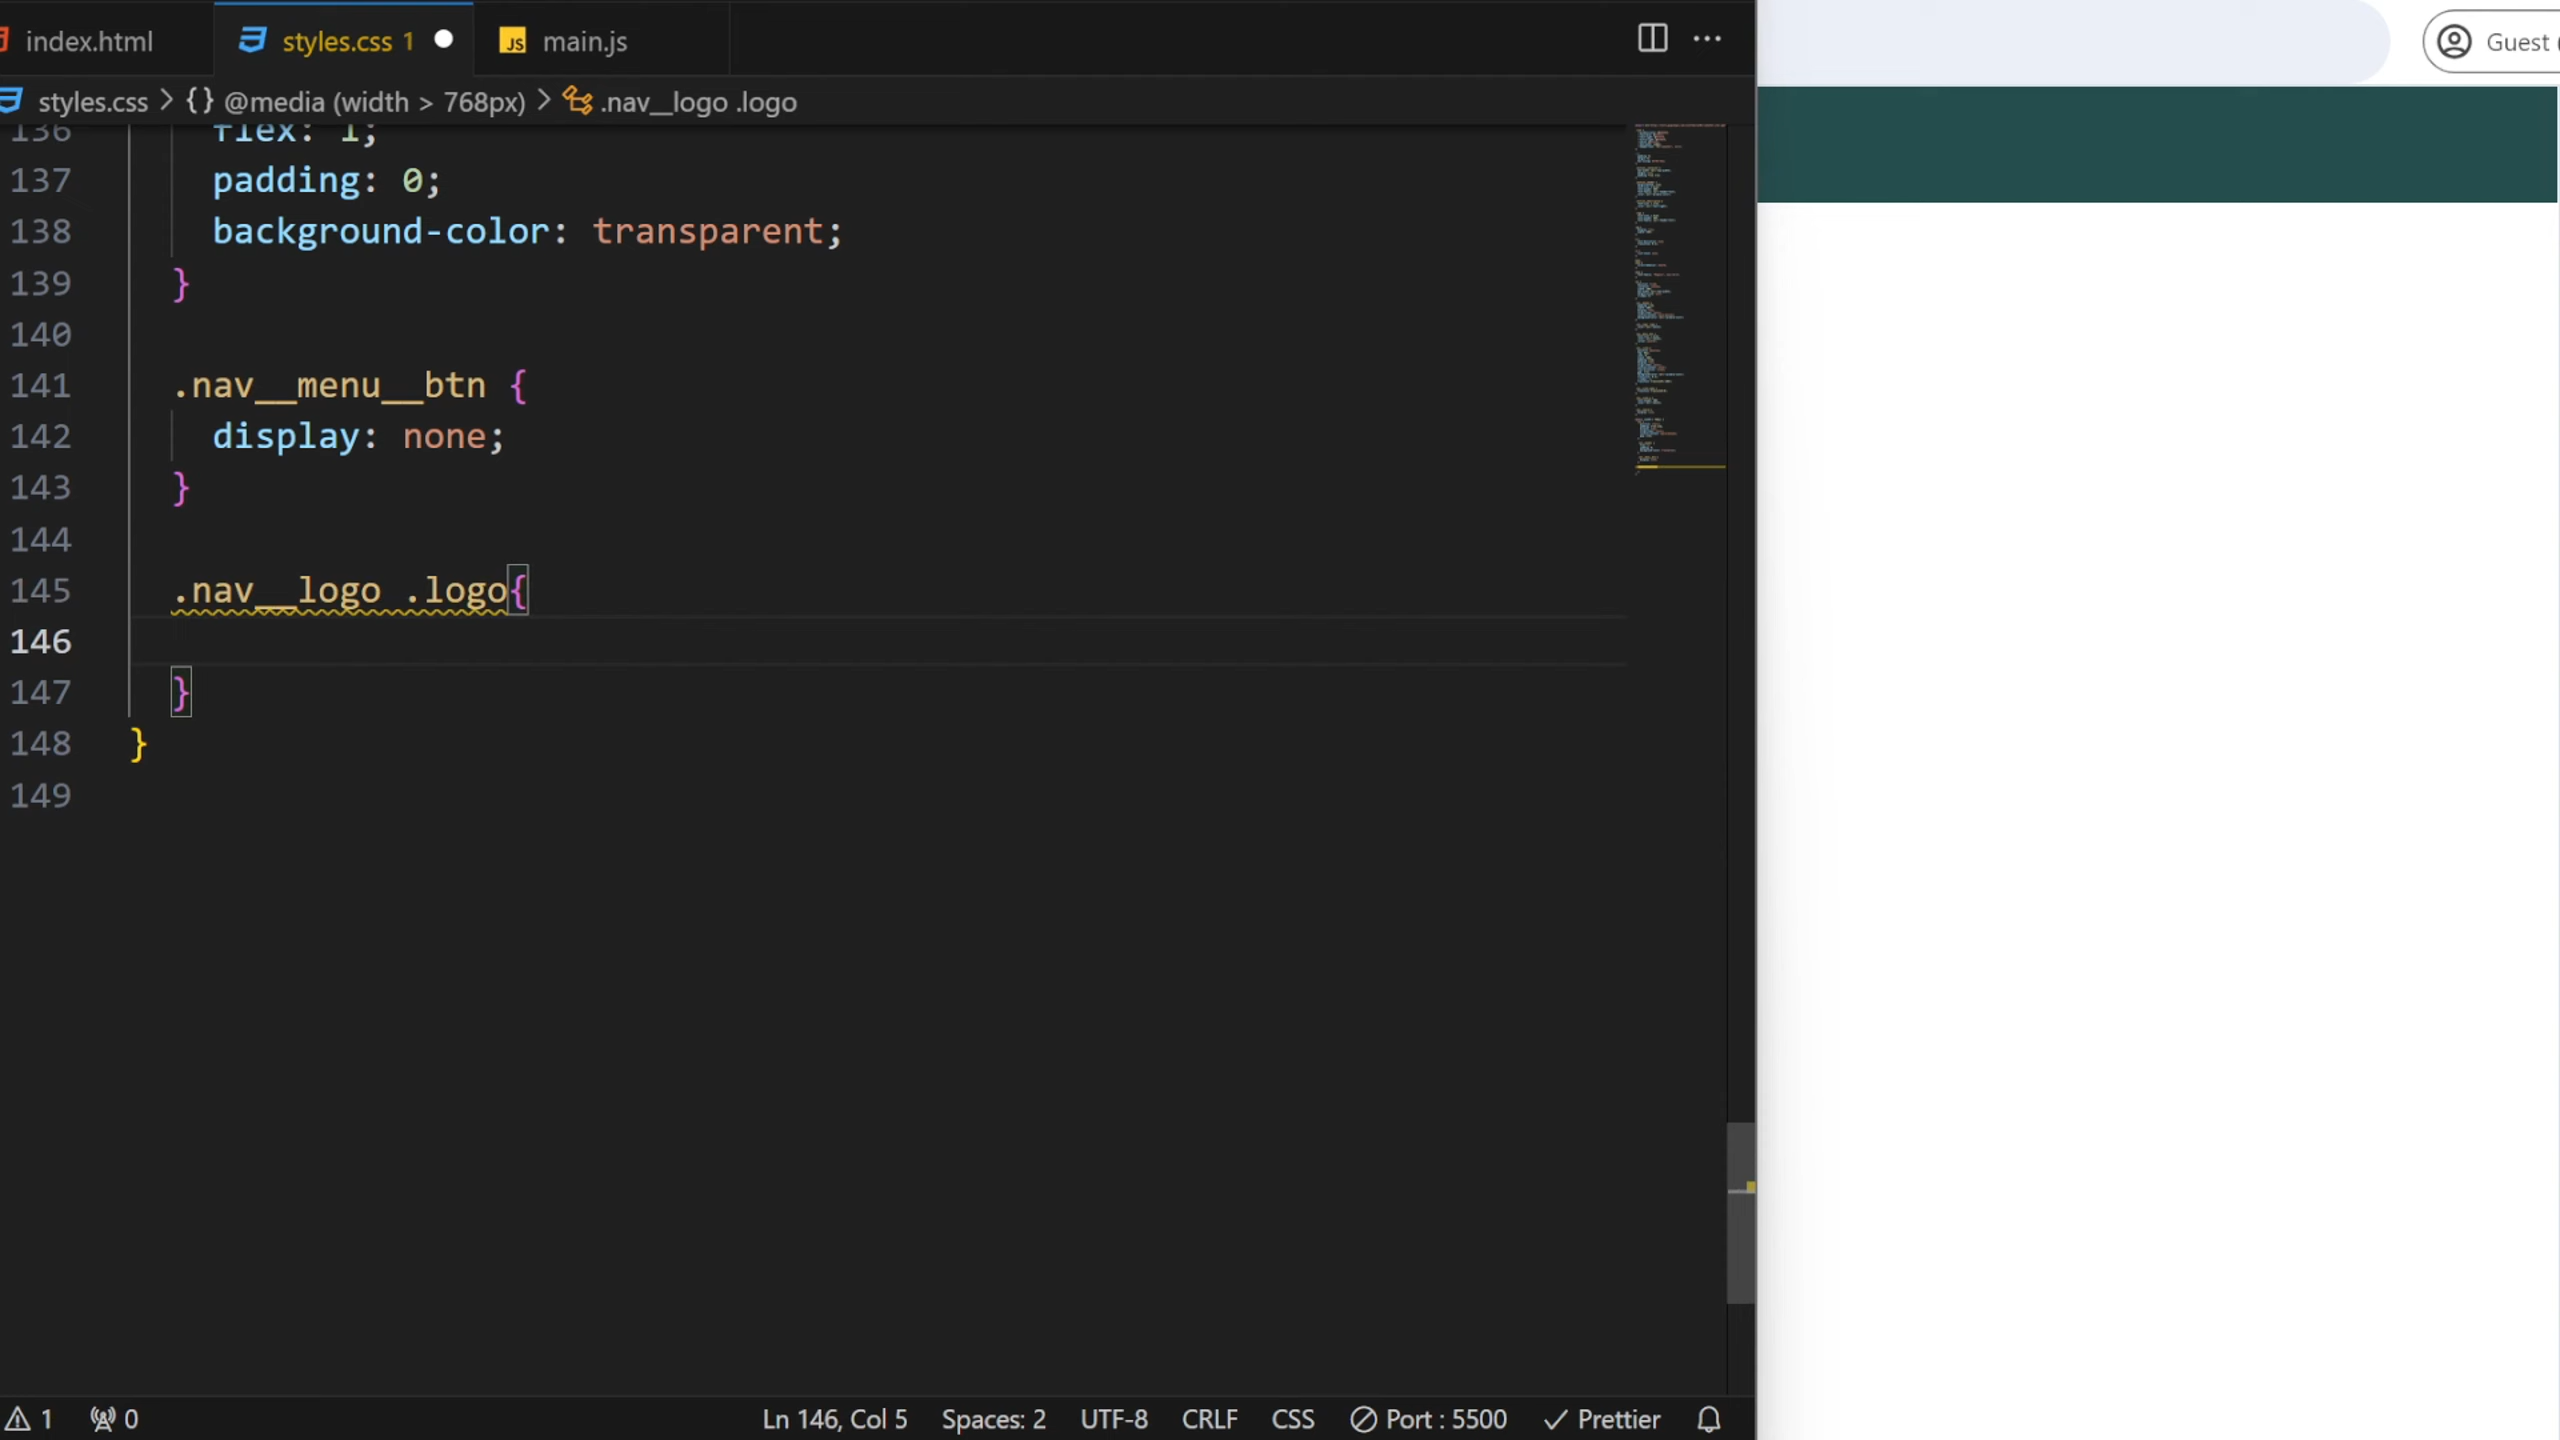 index.html styles.css 1 main.js
Guest
styles.css > {} @media (width > 768px) > .nav__logo .logo
136 flex: 1;
137 padding: 0;
138 background-color: transparent;
139 }
140
141 .nav__menu__btn {
142 display: none;
143 }
144
145 .nav__logo .logo{
146
147 }
148 }
149
1 0 Ln 146, Col 5 Spaces: 2 UTF-8 CRLF CSS Port : 5500 Prettier